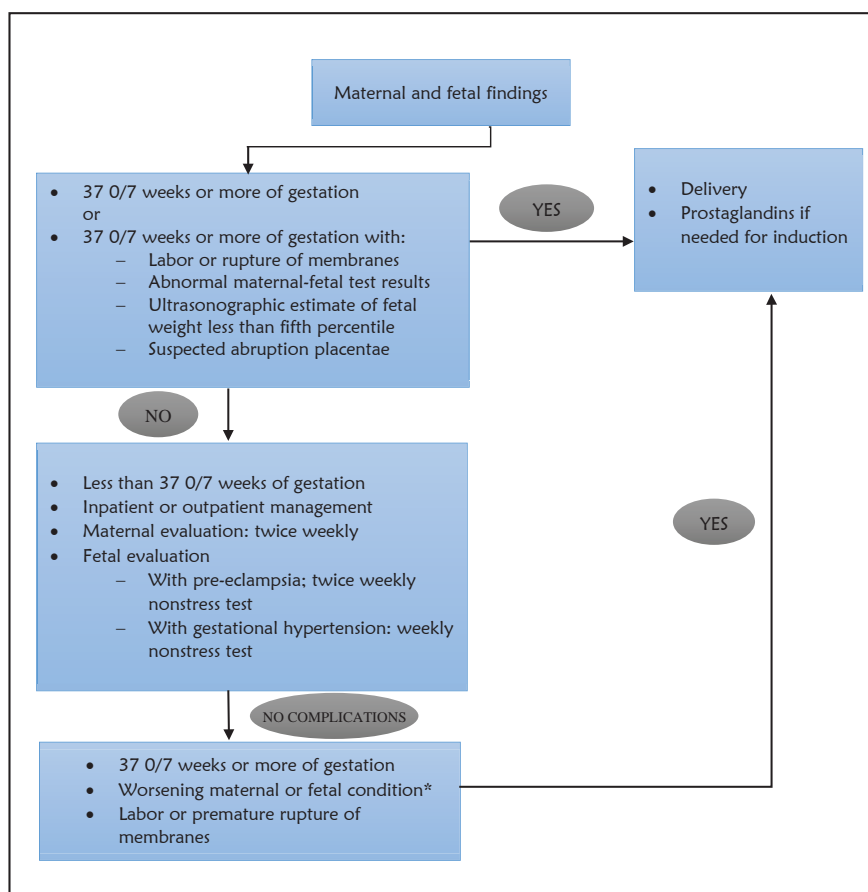 Maternal and fetal findings
• 37 0/7 weeks or more of gestation
or
• 37 0/7 weeks or more of gestation with:
– Labor or rupture of membranes
– Abnormal maternal-fetal test results
– Ultrasonographic estimate of fetal
weight less than fifth percentile
– Suspected abruption placentae
YES
• Delivery
• Prostaglandins if
needed for induction
NO
• Less than 37 0/7 weeks of gestation
• Inpatient or outpatient management
• Maternal evaluation: twice weekly
• Fetal evaluation
– With pre-eclampsia; twice weekly
nonstress test
– With gestational hypertension: weekly
nonstress test
YES
NO COMPLICATIONS
• 37 0/7 weeks or more of gestation
• Worsening maternal or fetal condition*
• Labor or premature rupture of
membranes